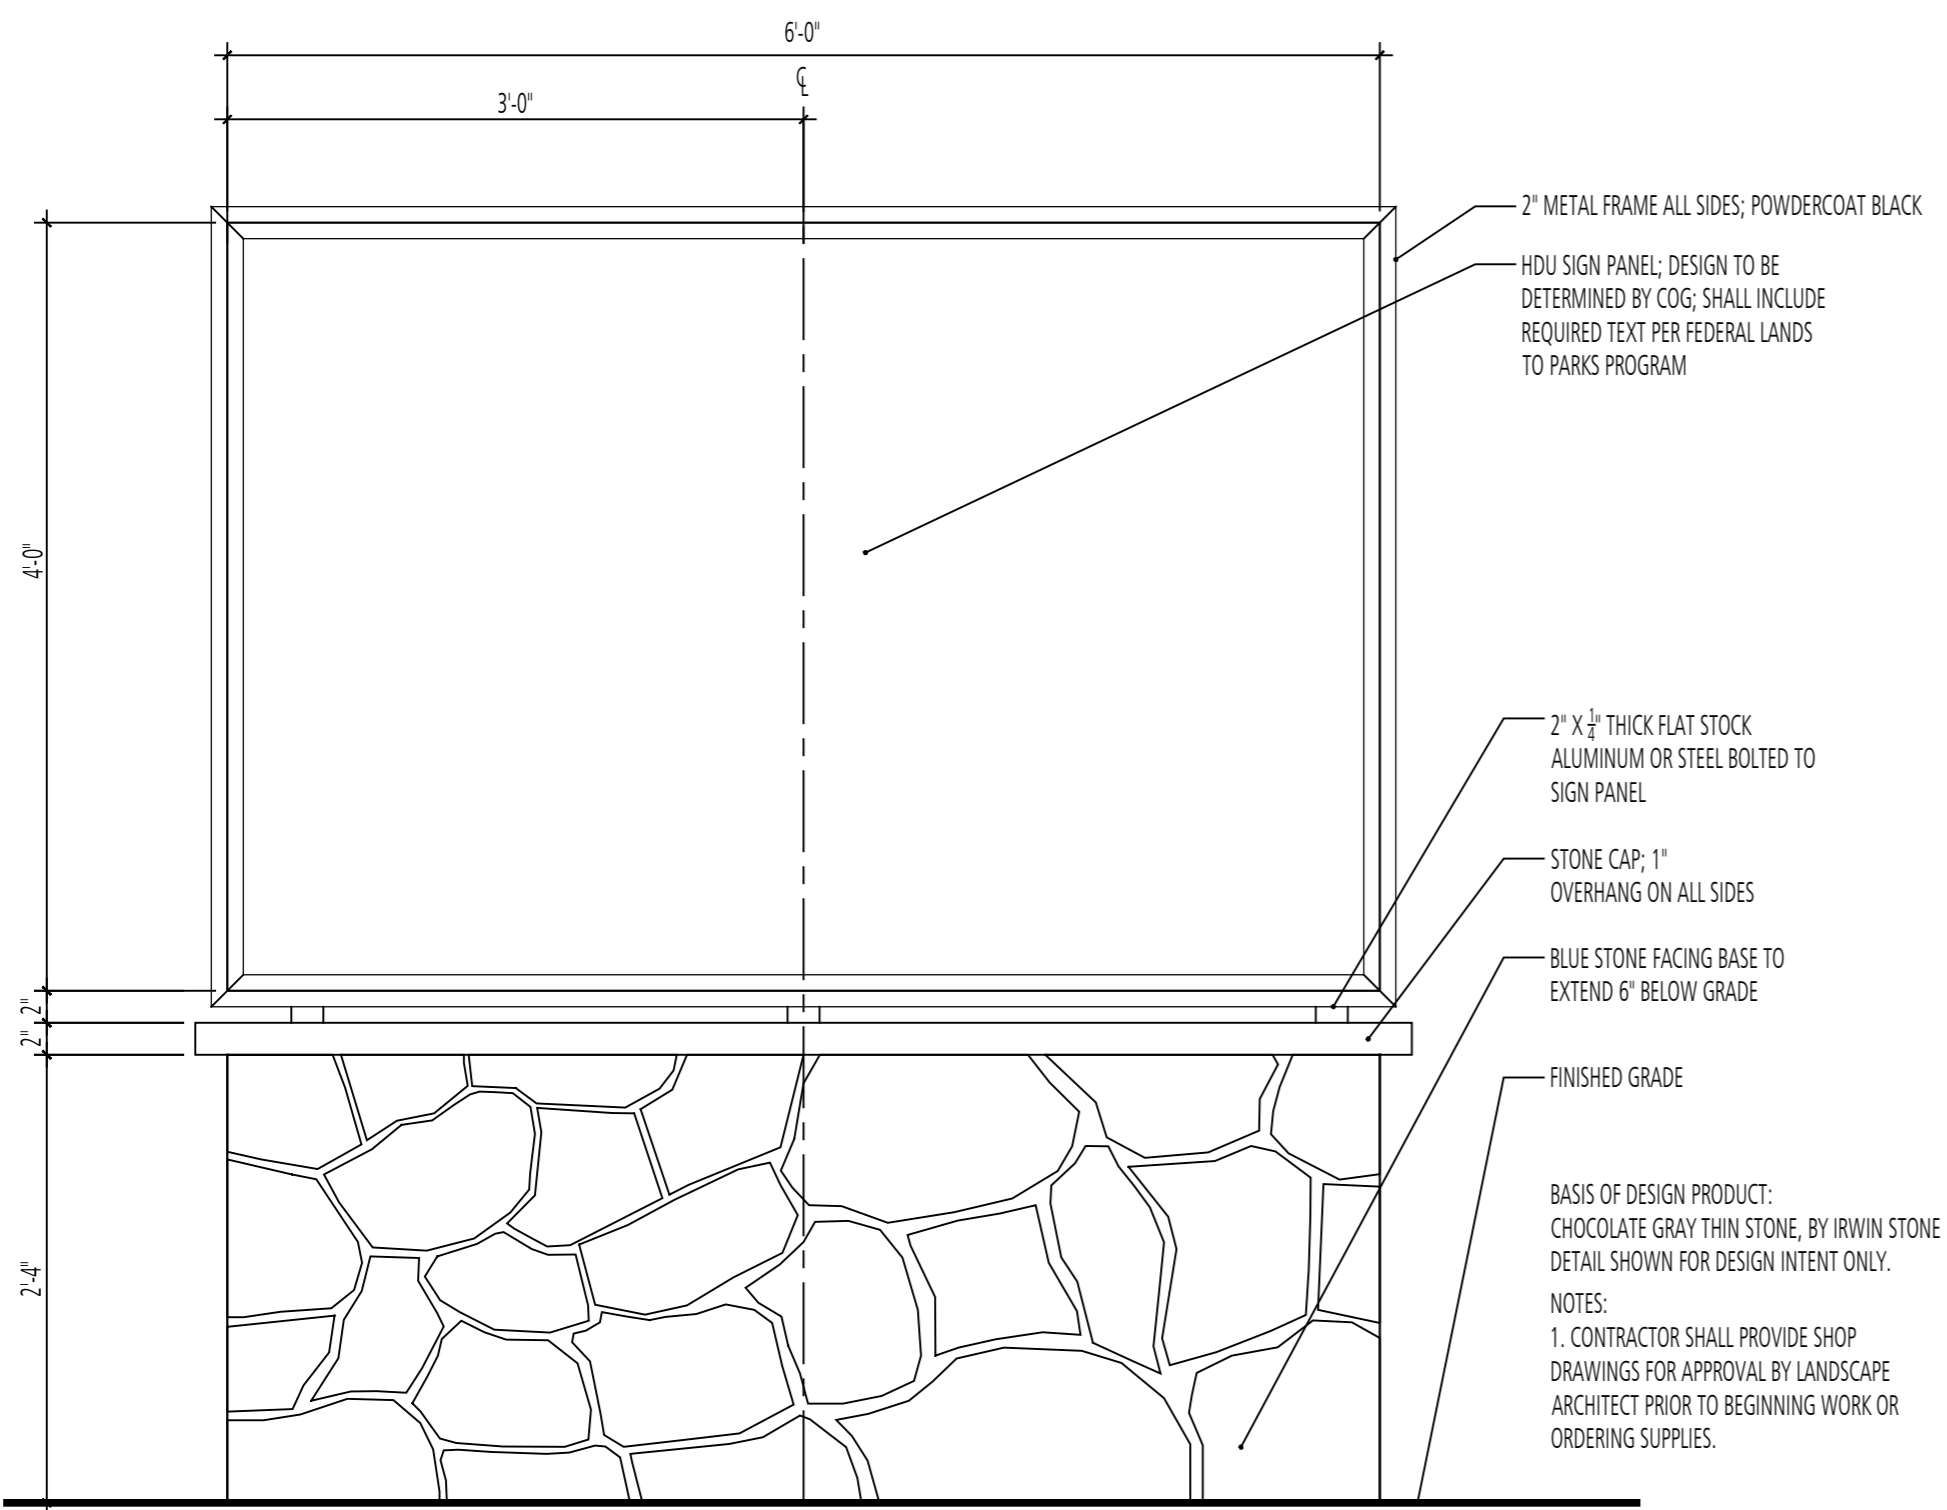 6'-0"
℄
3'-0"
4'-0"
2"
2"
2'-4"
2" METAL FRAME ALL SIDES; POWDERCOAT BLACK
HDU SIGN PANEL; DESIGN TO BE
DETERMINED BY COG; SHALL INCLUDE
REQUIRED TEXT PER FEDERAL LANDS
TO PARKS PROGRAM
2" X 1/4" THICK FLAT STOCK
ALUMINUM OR STEEL BOLTED TO
SIGN PANEL
STONE CAP; 1"
OVERHANG ON ALL SIDES
BLUE STONE FACING BASE TO
EXTEND 6" BELOW GRADE
FINISHED GRADE
BASIS OF DESIGN PRODUCT:
CHOCOLATE GRAY THIN STONE, BY IRWIN STONE
DETAIL SHOWN FOR DESIGN INTENT ONLY.
NOTES:
1. CONTRACTOR SHALL PROVIDE SHOP
DRAWINGS FOR APPROVAL BY LANDSCAPE
ARCHITECT PRIOR TO BEGINNING WORK OR
ORDERING SUPPLIES.